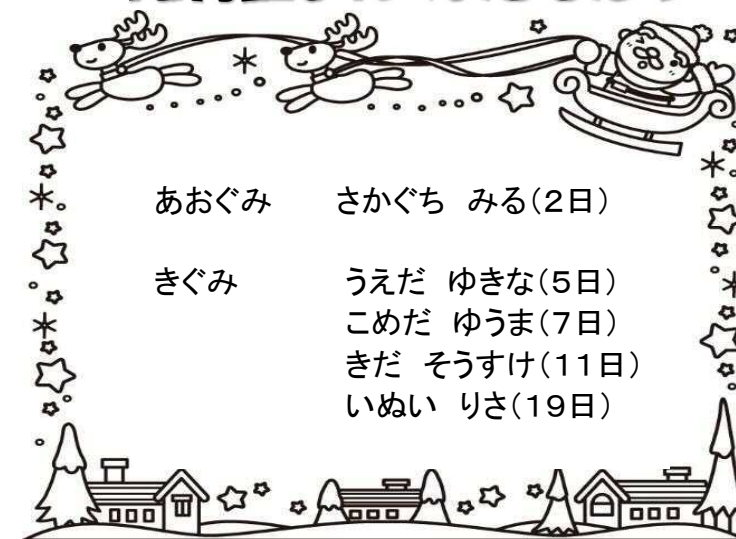 あおぐみ　　さかぐち　みる（２日）
きぐみ　　　うえだ　ゆきな（５日）
こめだ　ゆうま（７日）
きだ　そうすけ（１１日）
いぬい　りさ（１９日）